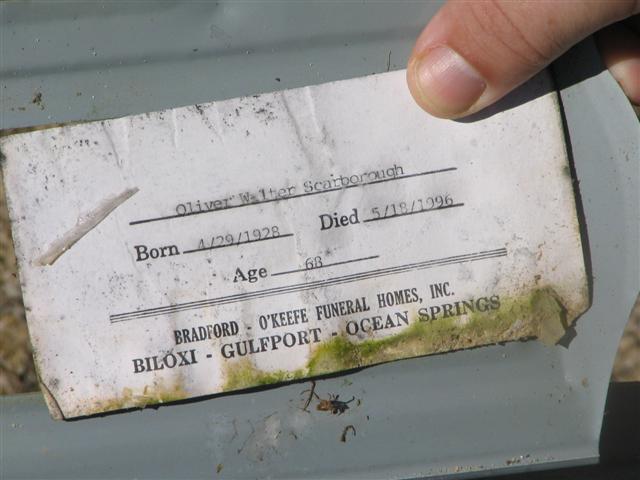 Oliver Walter Scarborough
Born 4/29/1928 Died 5/18/1996
Age 68
BRADFORD - O'KEEFE FUNERAL HOMES, INC.
BILOXI - GULFPORT - OCEAN SPRINGS